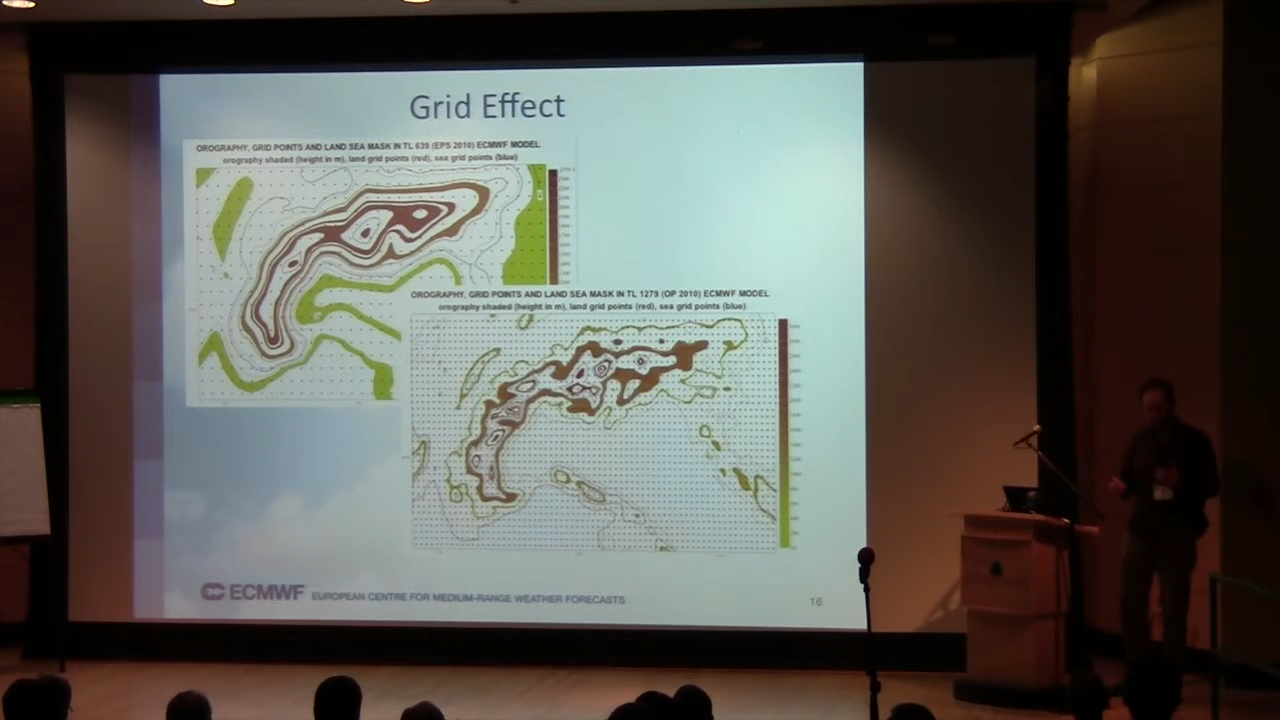 Grid Effect
OROGRAPHY, GRID POINTS AND LAND SEA MASK IN TL 639 (EPS 2010) ECMWF MODEL
orography shaded (height in m), land grid points (red), sea grid points (blue)
OROGRAPHY, GRID POINTS AND LAND SEA MASK IN TL 1279 (OP 2010) ECMWF MODEL
orography shaded (height in m), land grid points (red), sea grid points (blue)
ECMWF EUROPEAN CENTRE FOR MEDIUM-RANGE WEATHER FORECASTS
16